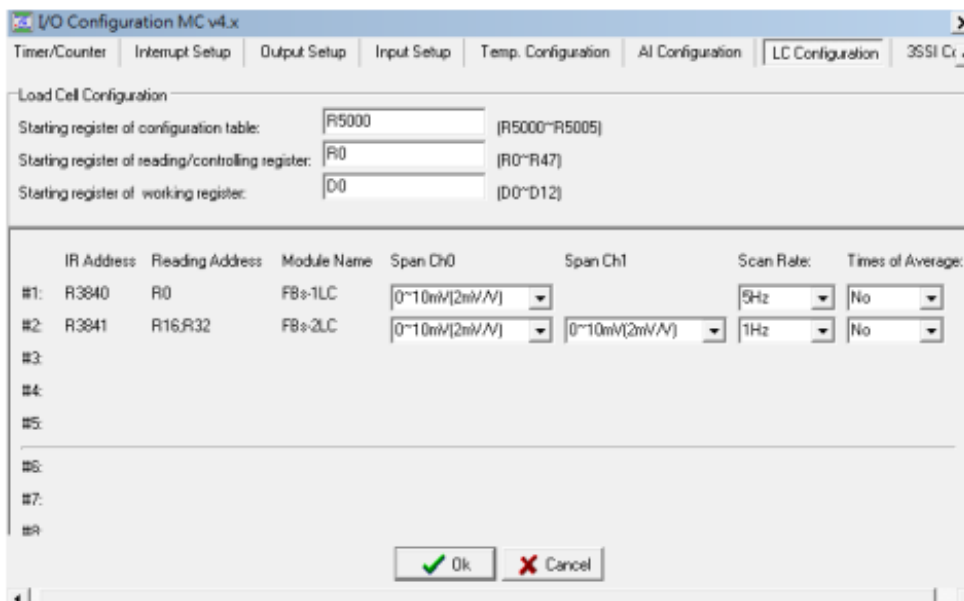 I/O Configuration MC v4.x
Timer/Counter Interrupt Setup Output Setup Input Setup Temp. Configuration AI Configuration LC Configuration 3SSI
Load Cell Configuration
Starting register of configuration table: R5000 (R5000~R5005)
Starting register of reading/controlling register: R0 (R0~R47)
Starting register of working register: D0 (D0~D12)
IR Address Reading Address Module Name Span Ch0 Span Ch1 Scan Rate: Times of Average:
#1: R3840 R0 FBs-1LC 0~10mV(2mV/V) 5Hz No
#2: R3841 R16;R32 FBs-2LC 0~10mV(2mV/V) 0~10mV(2mV/V) 1Hz No
#3:
#4:
#5:
#6:
#7:
Ok Cancel